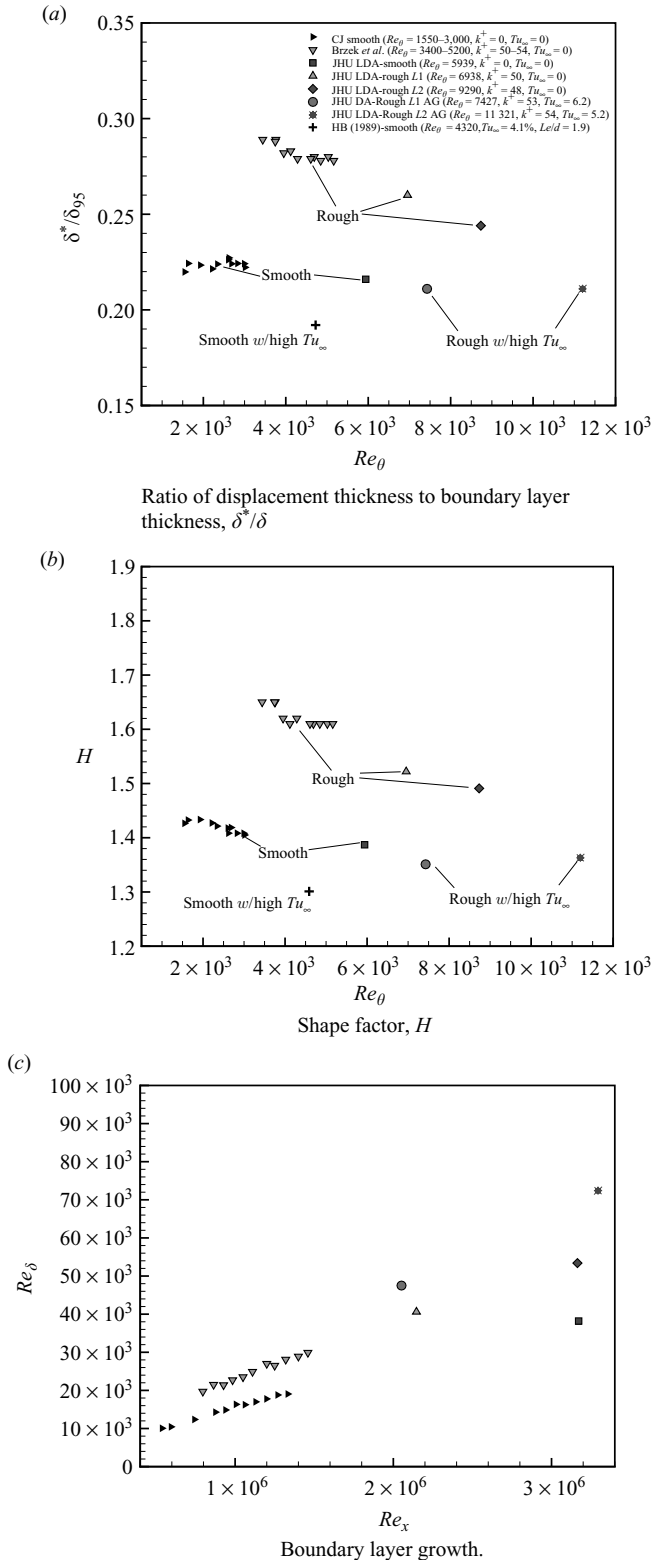 (a)
CJ smooth (Reθ = 1550–3,000, k+ = 0, Tu∞ = 0)
Brzek et al. (Reθ = 3400–5200, k+ = 50–54, Tu∞ = 0)
JHU LDA-smooth (Reθ = 5939, k+ = 0, Tu∞ = 0)
JHU LDA-rough L1 (Reθ = 6938, k+ = 50, Tu∞ = 0)
JHU LDA-rough L2 (Reθ = 9290, k+ = 48, Tu∞ = 0)
JHU DA-Rough L1 AG (Reθ = 7427, k+ = 53, Tu∞ = 6.2)
JHU LDA-Rough L2 AG (Reθ = 11 321, k+ = 54, Tu∞ = 5.2)
HB (1989)-smooth (Reθ = 4320, Tu∞ = 4.1%, Le/d = 1.9)
0.35
0.30
0.25
0.20
0.15
δ*/δ95
Rough
Smooth
Smooth w/high Tu∞
Rough w/high Tu∞
2 × 10³ 4 × 10³ 6 × 10³ 8 × 10³ 10 × 10³ 12 × 10³
Reθ
Ratio of displacement thickness to boundary layer
thickness, δ*/δ
(b)
1.9
1.8
1.7
1.6
1.5
1.4
1.3
1.2
H
Rough
Smooth
Smooth w/high Tu∞
Rough w/high Tu∞
2 × 10³ 4 × 10³ 6 × 10³ 8 × 10³ 10 × 10³ 12 × 10³
Reθ
Shape factor, H
(c)
100 × 10³
90 × 10³
80 × 10³
70 × 10³
60 × 10³
50 × 10³
40 × 10³
30 × 10³
20 × 10³
10 × 10³
0
Reδ
1 × 10⁶ 2 × 10⁶ 3 × 10⁶
Rex
Boundary layer growth.